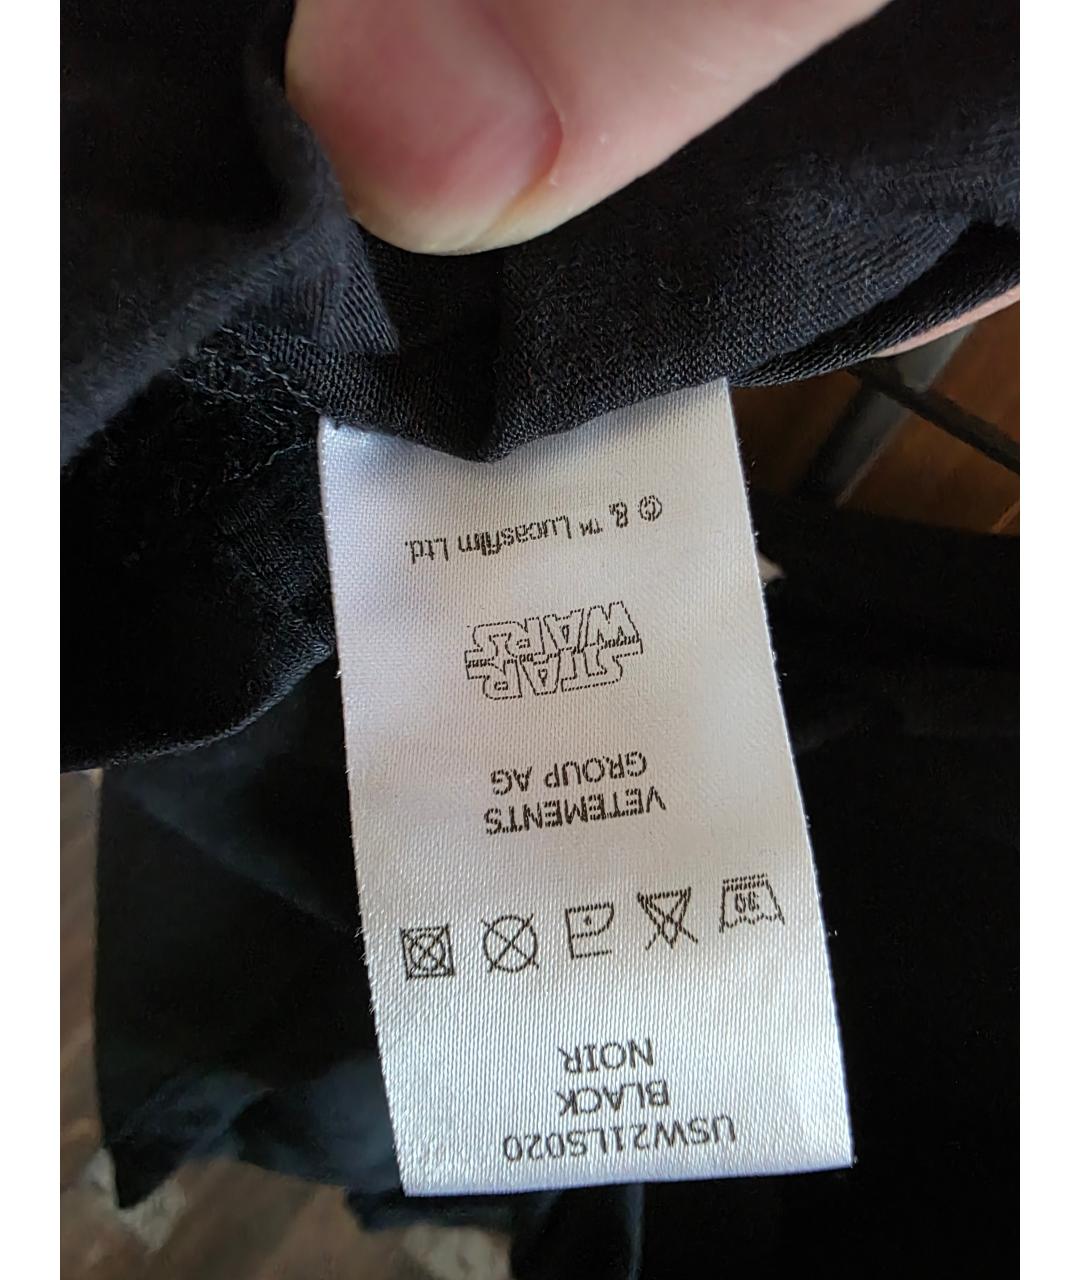 USW21LS020
BLACK
NOIR
30
VETEMENTS
GROUP AG
STAR
WARS
© & ™ Lucasfilm Ltd.